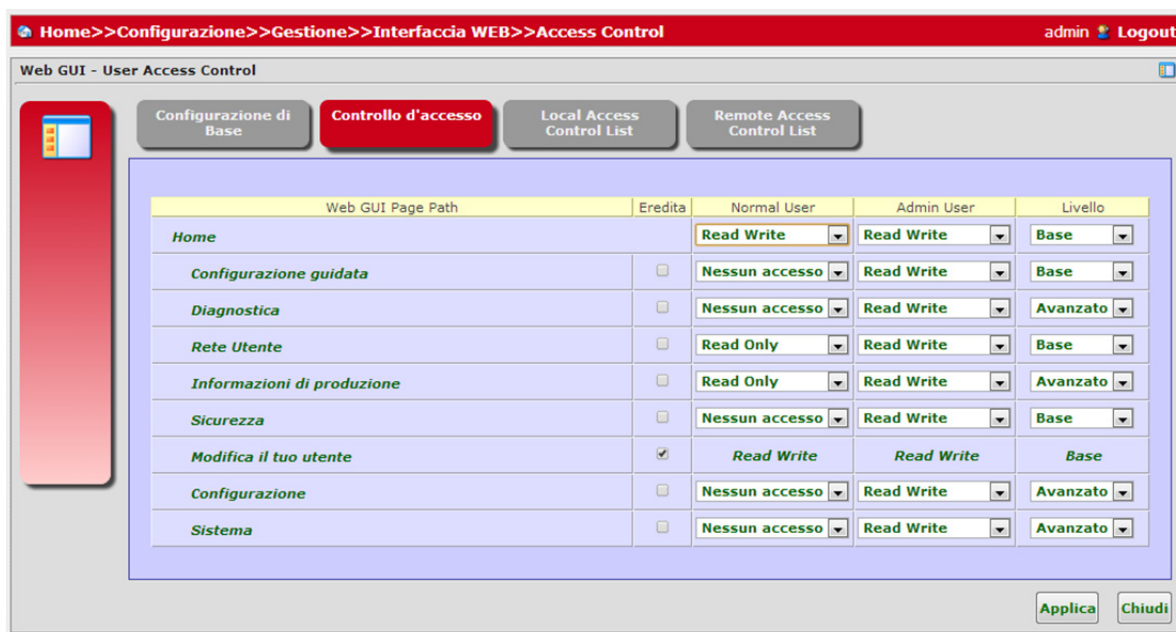 Home>>Configurazione>>Gestione>>Interfaccia WEB>>Access Control admin Logout
Web GUI - User Access Control
Configurazione di
Base
Controllo d'accesso
Local Access
Control List
Remote Access
Control List
Web GUI Page Path Eredita Normal User Admin User Livello
Home Read Write Read Write Base
Configurazione guidata Nessun accesso Read Write Base
Diagnostica Nessun accesso Read Write Avanzato
Rete Utente Read Only Read Write Base
Informazioni di produzione Read Only Read Write Avanzato
Sicurezza Nessun accesso Read Write Base
Modifica il tuo utente Read Write Read Write Base
Configurazione Nessun accesso Read Write Avanzato
Sistema Nessun accesso Read Write Avanzato
Applica Chiudi